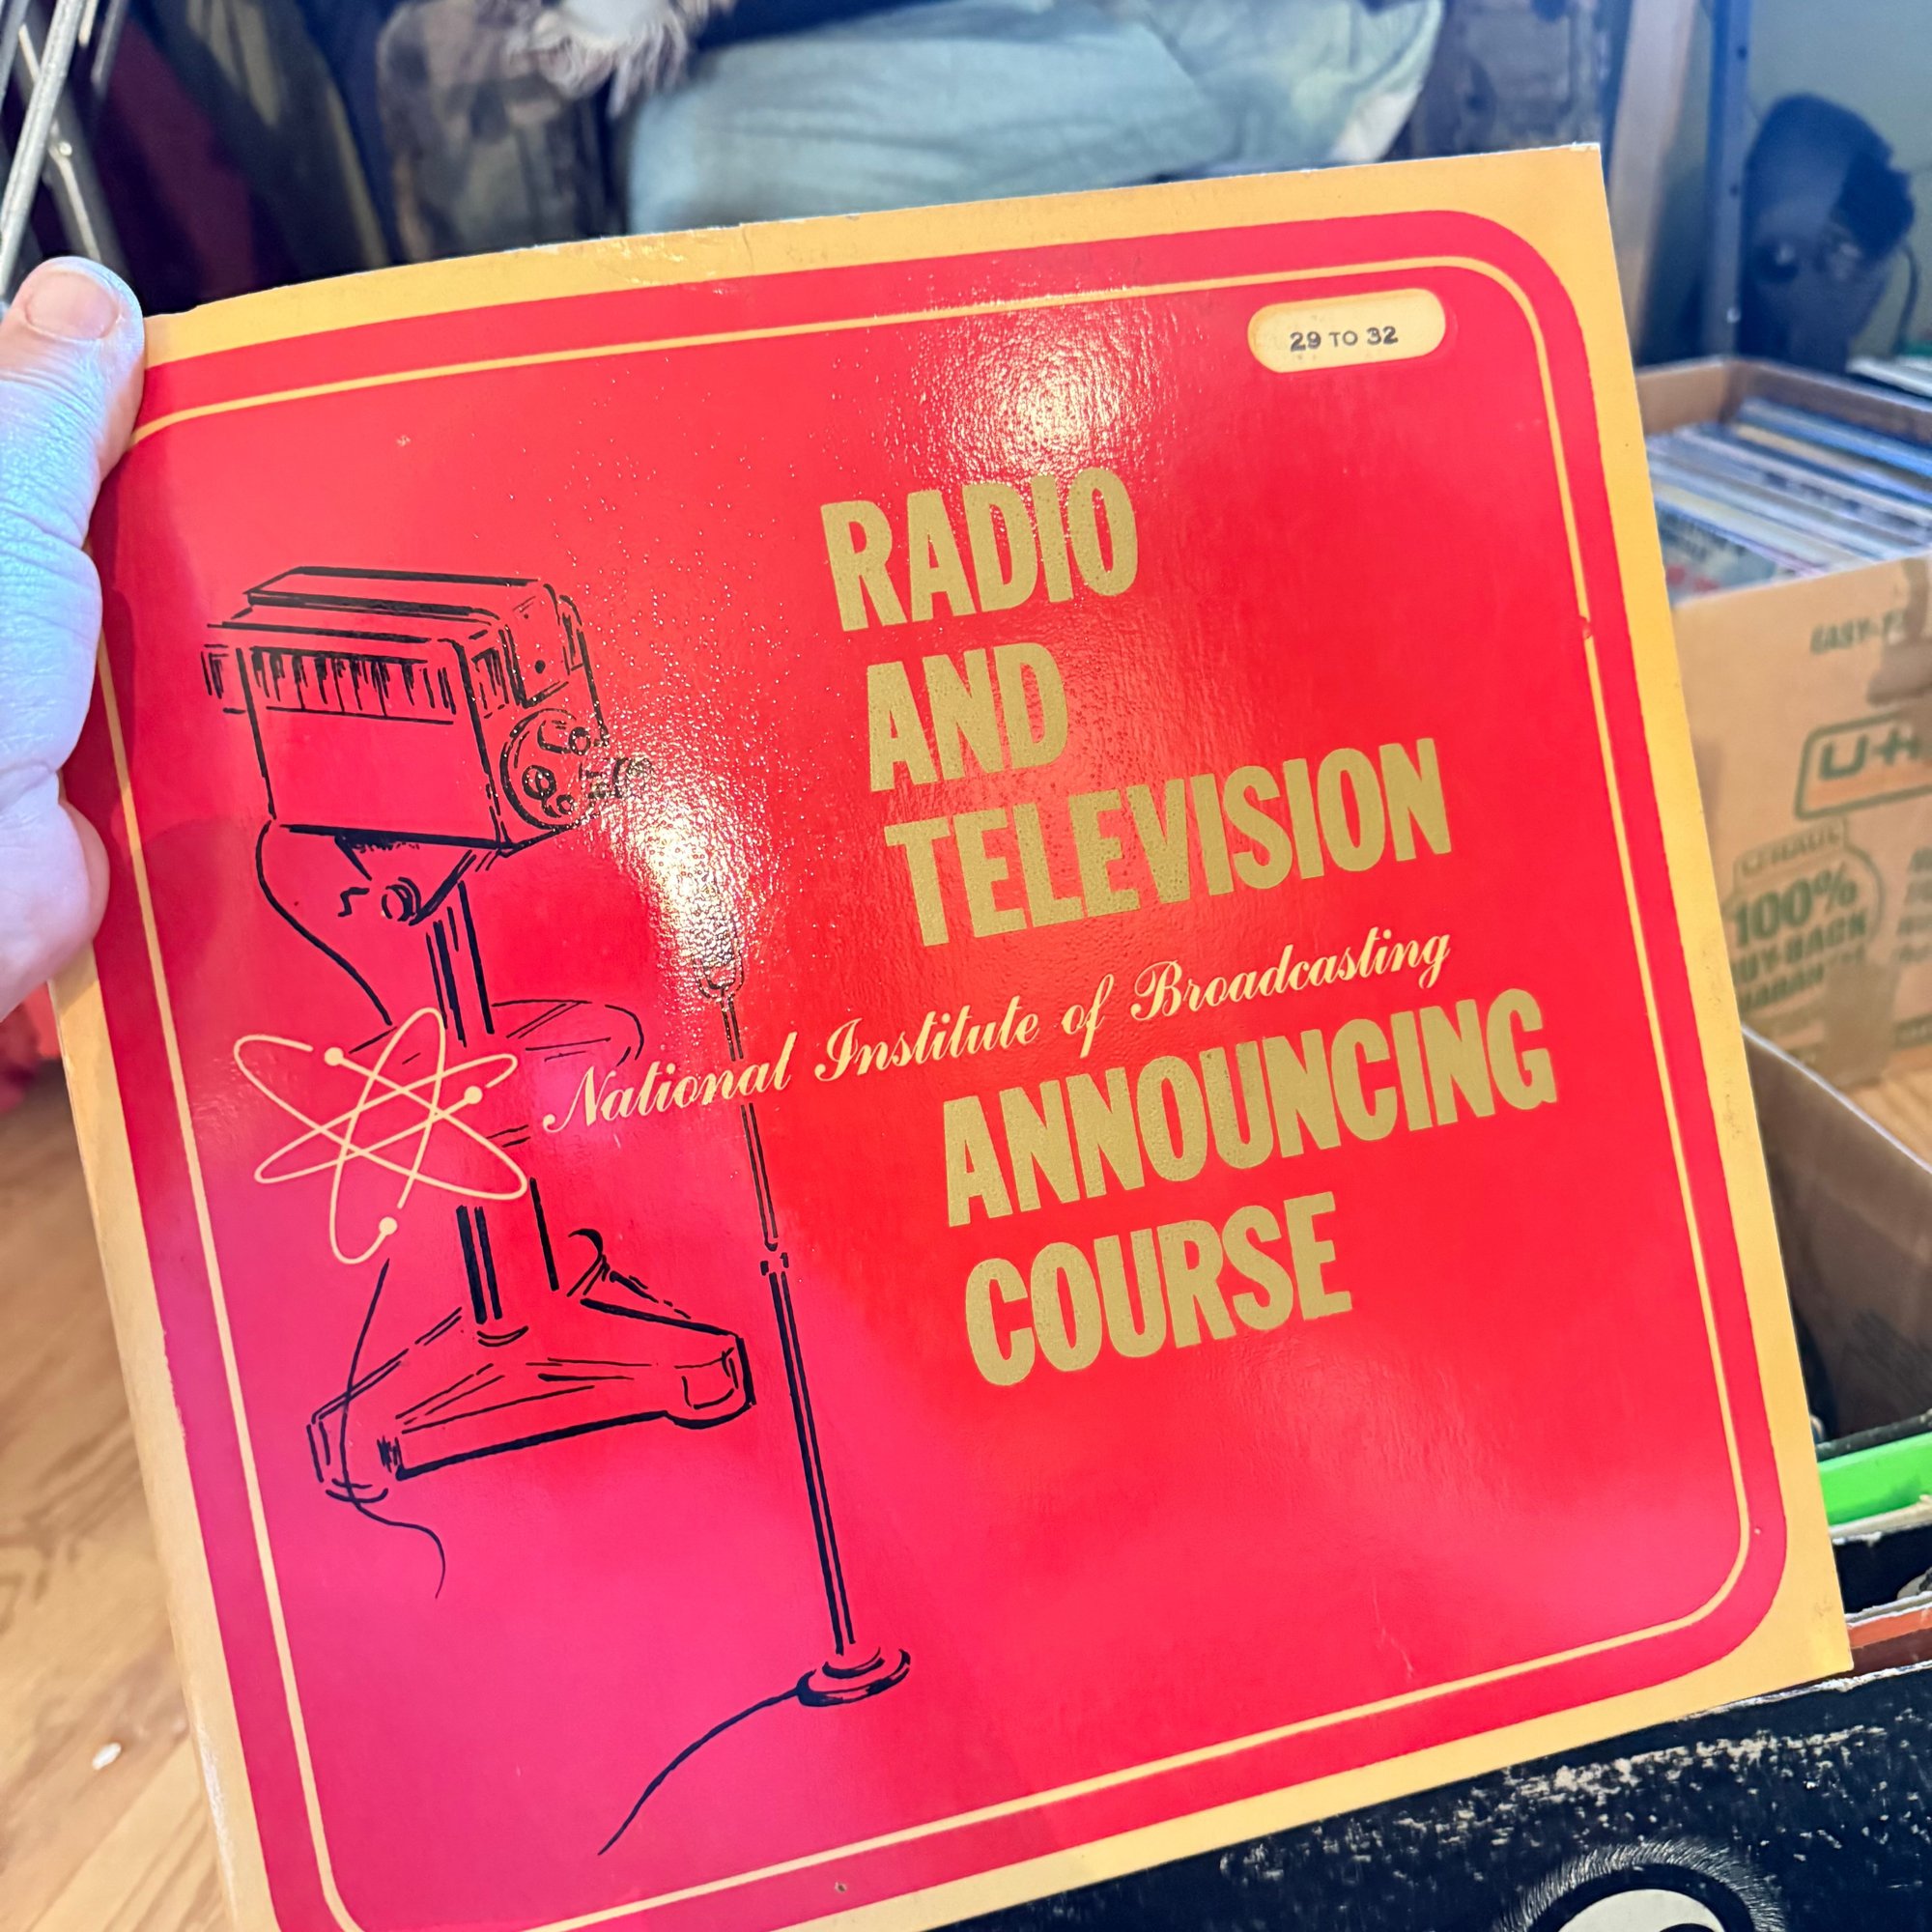 29 TO 32
RADIO
AND
TELEVISION
National Institute of Broadcasting
ANNOUNCING
COURSE
100%